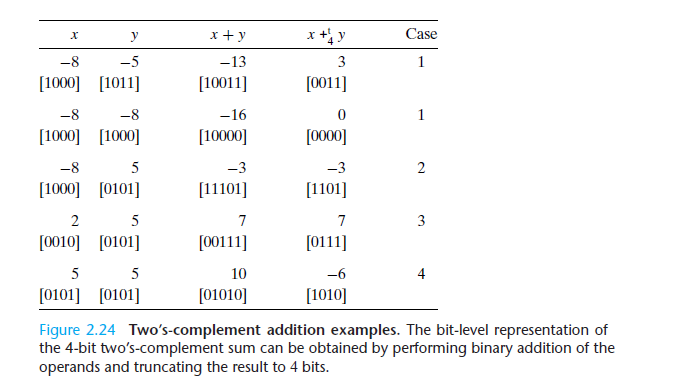 x y x + y x +ᵗ₄ y Case
−8 −5 −13 3 1
[1000] [1011] [10011] [0011]
−8 −8 −16 0 1
[1000] [1000] [10000] [0000]
−8 5 −3 −3 2
[1000] [0101] [11101] [1101]
2 5 7 7 3
[0010] [0101] [00111] [0111]
5 5 10 −6 4
[0101] [0101] [01010] [1010]
Figure 2.24 Two's-complement addition examples. The bit-level representation of
the 4-bit two's-complement sum can be obtained by performing binary addition of the
operands and truncating the result to 4 bits.